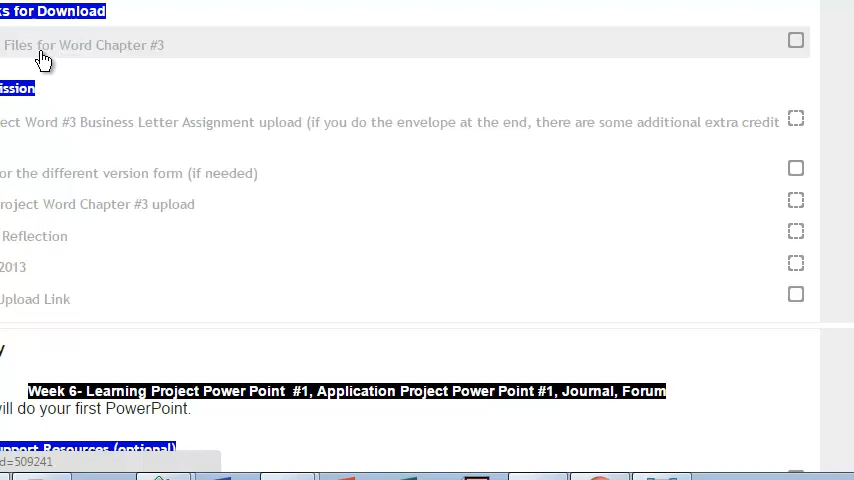 ks for Download
Files for Word Chapter #3
ission
ect Word #3 Business Letter Assignment upload (if you do the envelope at the end, there are some additional extra credit
or the different version form (if needed)
roject Word Chapter #3 upload
Reflection
2013
Upload Link
y
Week 6- Learning Project Power Point #1, Application Project Power Point #1, Journal, Forum
ill do your first PowerPoint.
upport Resources (optional)
d=509241